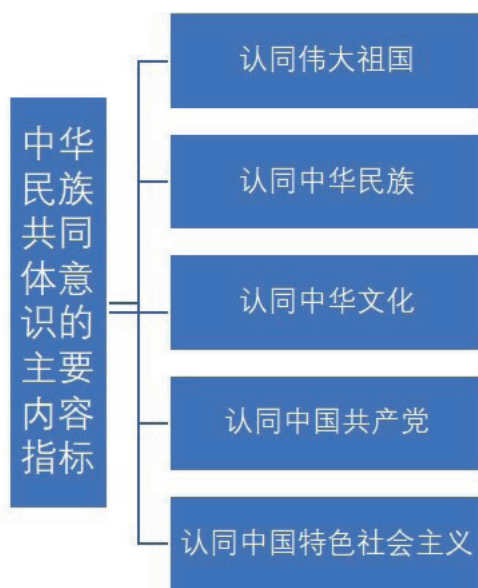 中华
民族
共同
体意
识的
主要
内容
指标
认同伟大祖国
认同中华民族
认同中华文化
认同中国共产党
认同中国特色社会主义